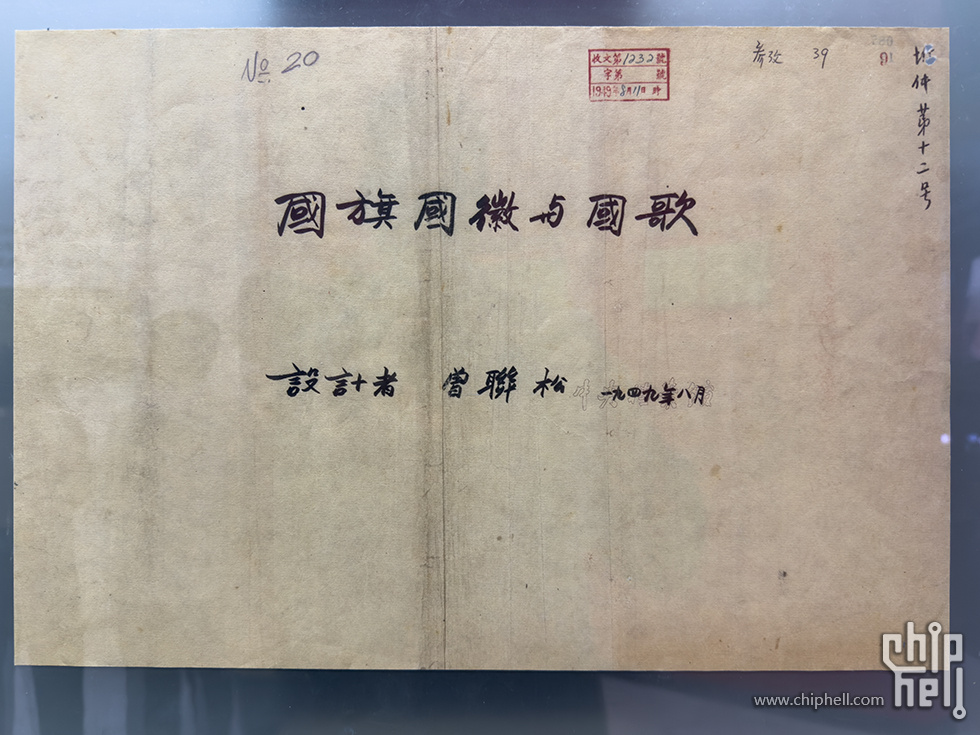 No 20
收文第1232號
字第 號
1949年8月11日
參攷 39
附件第十二号
國旗國徽与國歌
設計者 曾聯松 一九四九年八月
chip
hell
www.chiphell.com